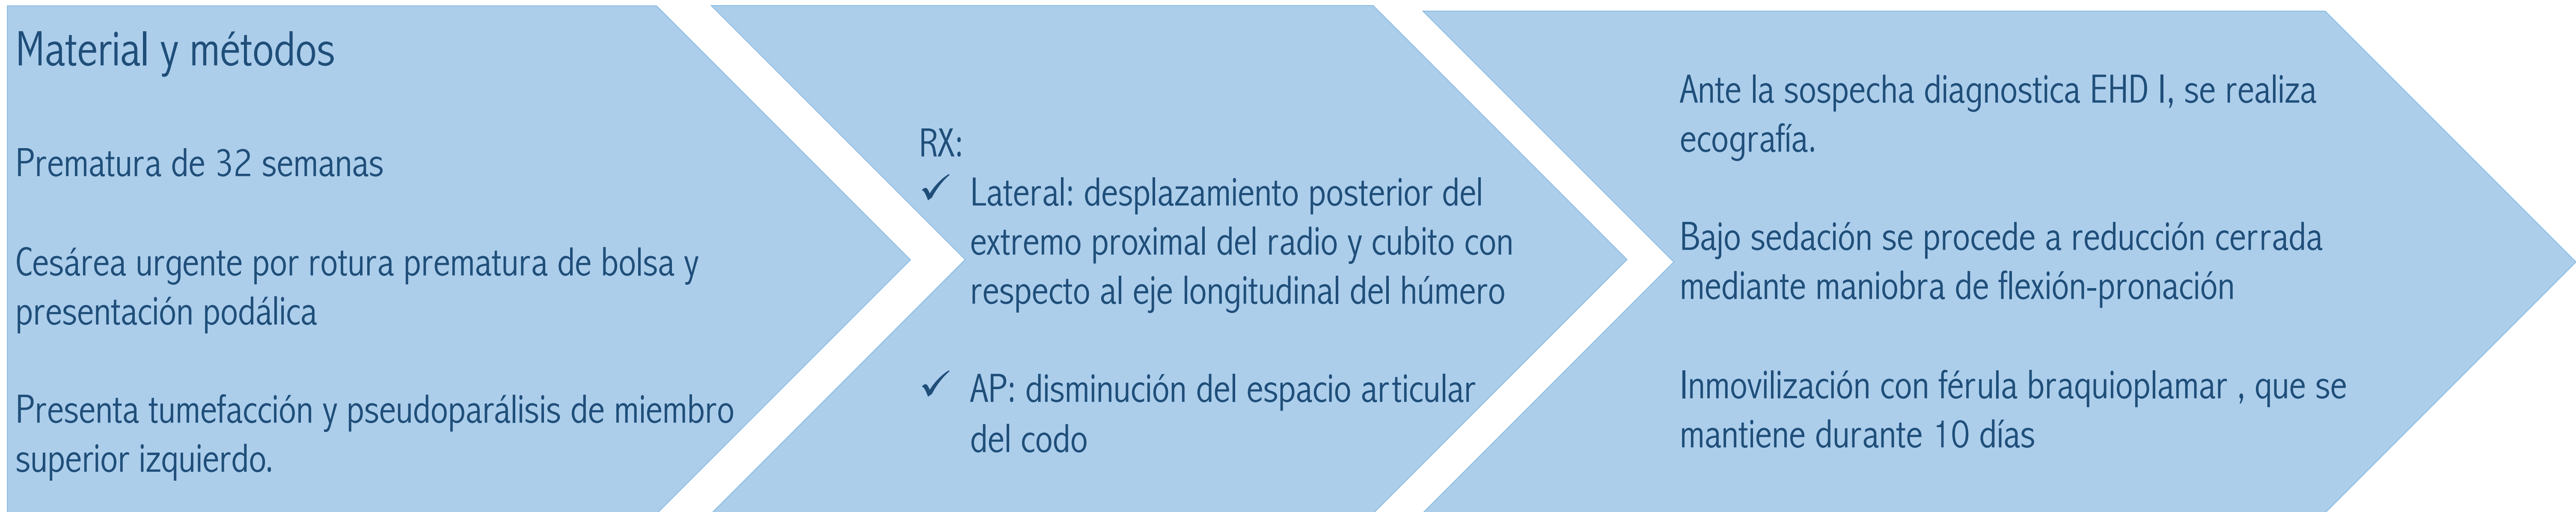 Material y métodos
Prematura de 32 semanas
Cesárea urgente por rotura prematura de bolsa y
presentación podálica
Presenta tumefacción y pseudoparálisis de miembro
superior izquierdo.
RX:
✓ Lateral: desplazamiento posterior del
extremo proximal del radio y cubito con
respecto al eje longitudinal del húmero
✓ AP: disminución del espacio articular
del codo
Ante la sospecha diagnostica EHD I, se realiza
ecografía.
Bajo sedación se procede a reducción cerrada
mediante maniobra de flexión-pronación
Inmovilización con férula braquioplamar , que se
mantiene durante 10 días